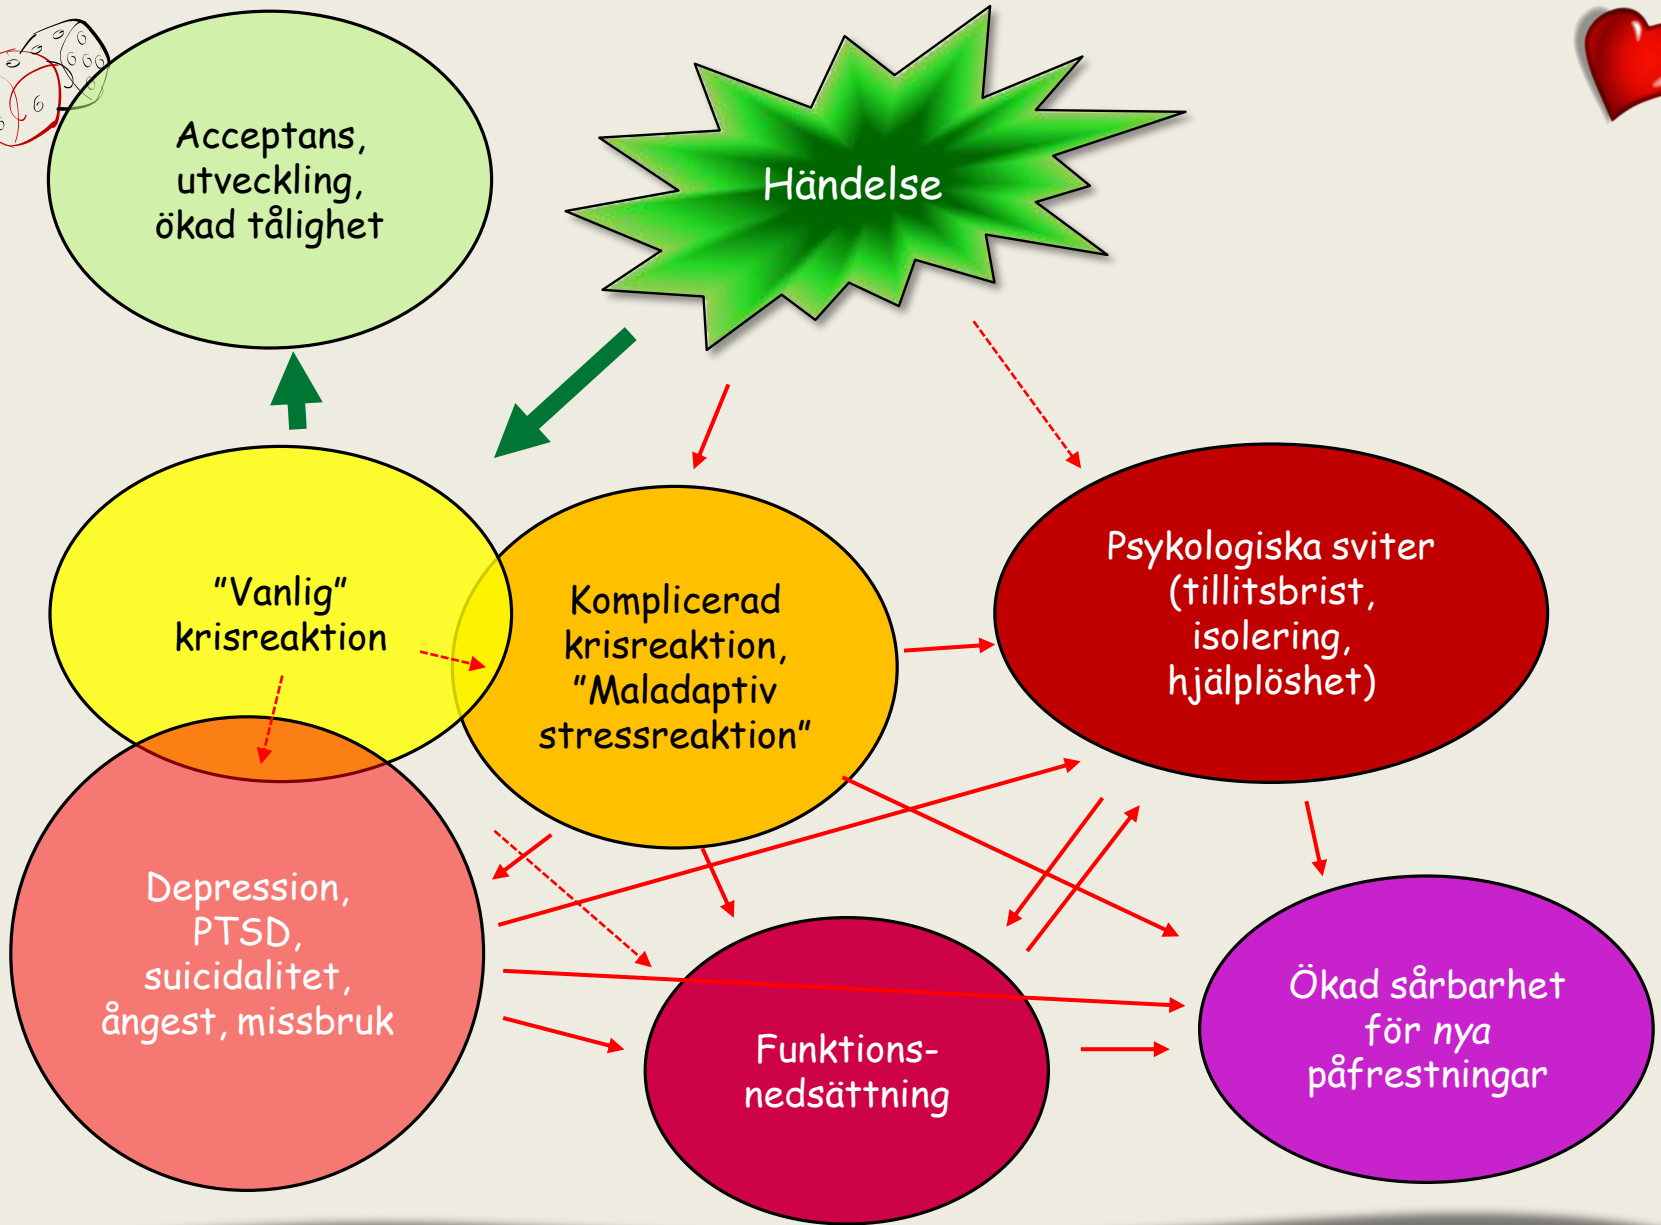 Acceptans,
utveckling,
ökad tålighet
Händelse
"Vanlig"
krisreaktion
Komplicerad
krisreaktion,
"Maladaptiv
stressreaktion"
Psykologiska sviter
(tillitsbrist,
isolering,
hjälplöshet)
Depression,
PTSD,
suicidalitet,
ångest, missbruk
Funktions-
nedsättning
Ökad sårbarhet
för nya
påfrestningar